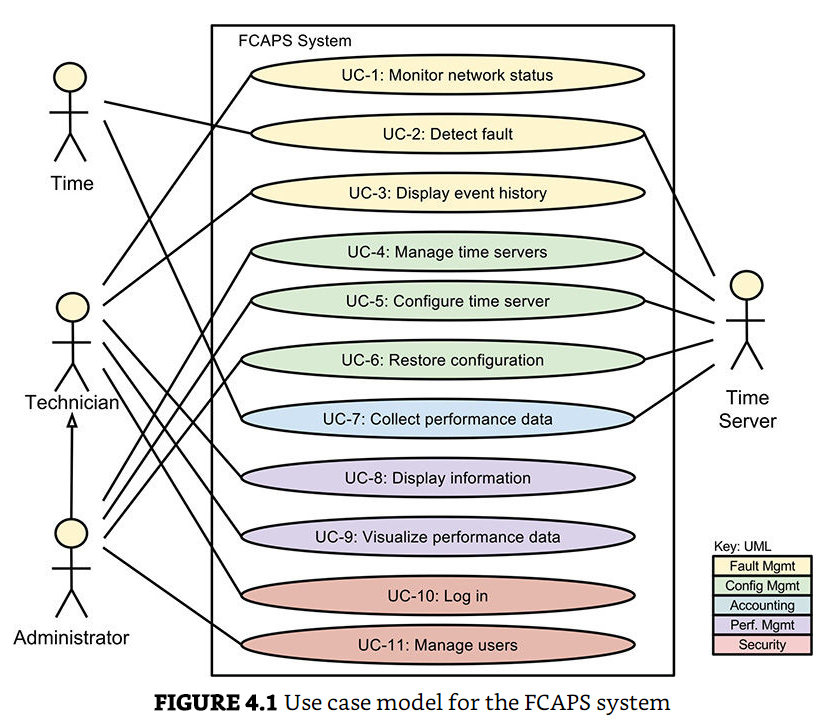 FCAPS System
UC-1: Monitor network status
UC-2: Detect fault
UC-3: Display event history
UC-4: Manage time servers
UC-5: Configure time server
UC-6: Restore configuration
UC-7: Collect performance data
UC-8: Display information
UC-9: Visualize performance data
UC-10: Log in
UC-11: Manage users
Time
Technician
Administrator
Time
Server
Key: UML
Fault Mgmt
Config Mgmt
Accounting
Perf. Mgmt
Security
FIGURE 4.1 Use case model for the FCAPS system